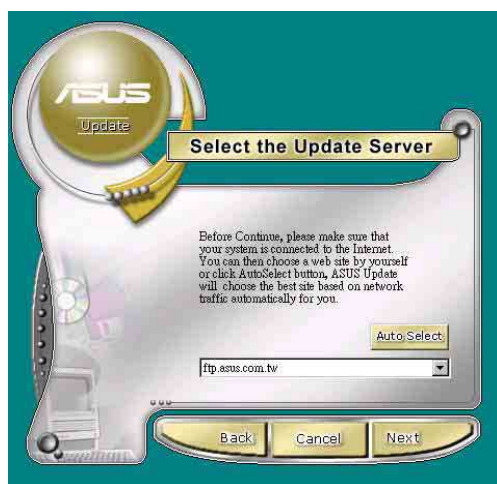 ASUS
Update
Select the Update Server
Before Continue, please make sure that
your system is connected to the Internet.
You can then choose a web site by yourself
or click AutoSelect button, ASUS Update
will choose the best site based on network
traffic automatically for you.
Auto Select
ftp.asus.com.tw
Back
Cancel
Next